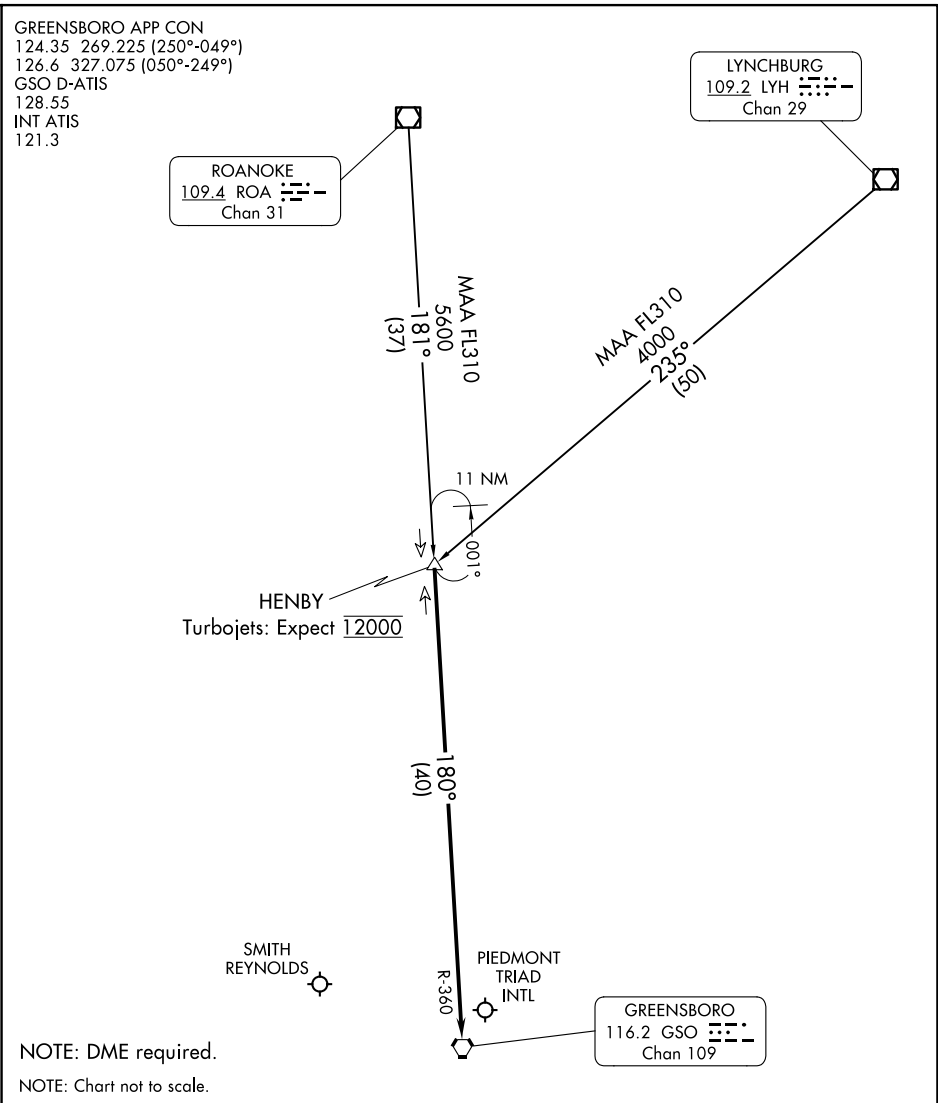 GREENSBORO APP CON
124.35 269.225 (250°-049°)
126.6 327.075 (050°-249°)
GSO D-ATIS
128.55
INT ATIS
121.3
LYNCHBURG
109.2 LYH
Chan 29
ROANOKE
109.4 ROA
Chan 31
MAA FL310
5600
181°
(37)
MAA FL310
4000
235°
(50)
11 NM
001°
HENBY
Turbojets: Expect 12000
180°
(40)
SMITH
REYNOLDS
R-360
PIEDMONT
TRIAD
INTL
GREENSBORO
116.2 GSO
Chan 109
NOTE: DME required.
NOTE: Chart not to scale.